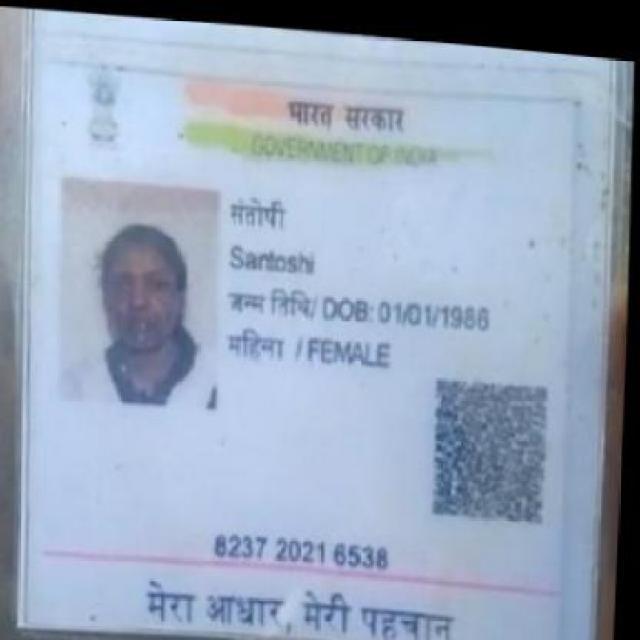 भारत सरकार
GOVERNMENT OF INDIA
संतोषी
Santoshi
जन्म तिथि/ DOB: 01/01/1986
महिला / FEMALE
8237 2021 6538
मेरा आधार, मेरी पहचान